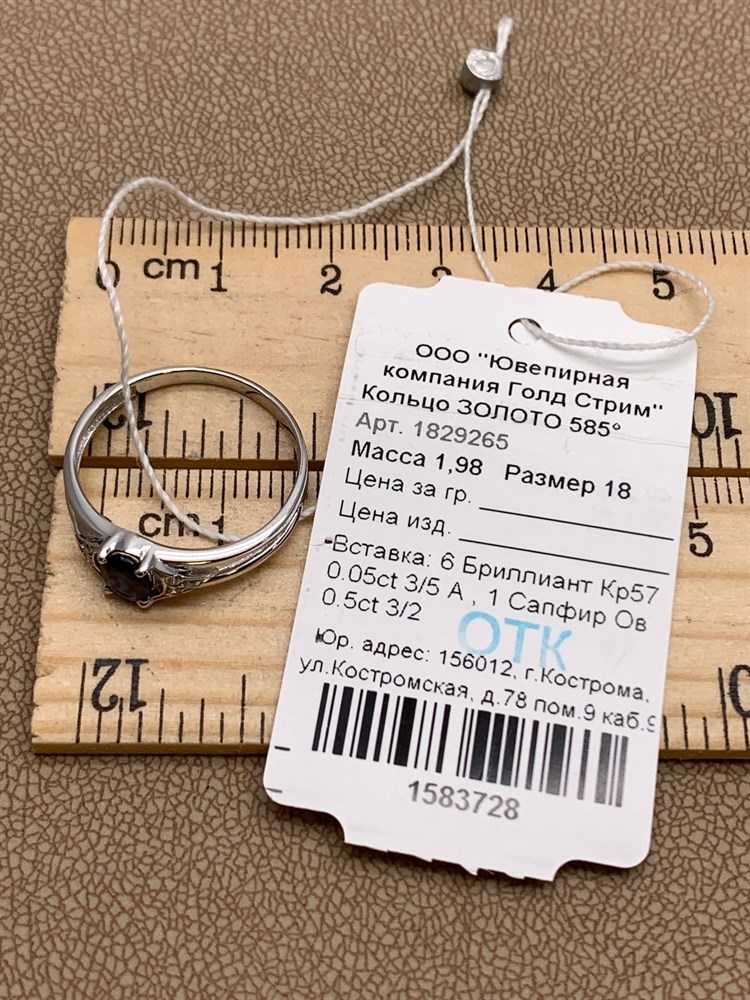 0 cm 1 2 3 4 5
ООО "Ювелирная
компания Голд Стрим"
Кольцо ЗОЛОТО 585°
Арт. 1829265
Масса 1,98 Размер 18
Цена за гр.
Цена изд.
Вставка: 6 Бриллиант Кр57
0.05ct 3/5 А , 1 Сапфир Ов
0.5ct 3/2
ОТК
Юр. адрес: 156012, г.Кострома,
ул.Костромская, д.78 пом.9 каб.9
1583728
10
cm 5
12